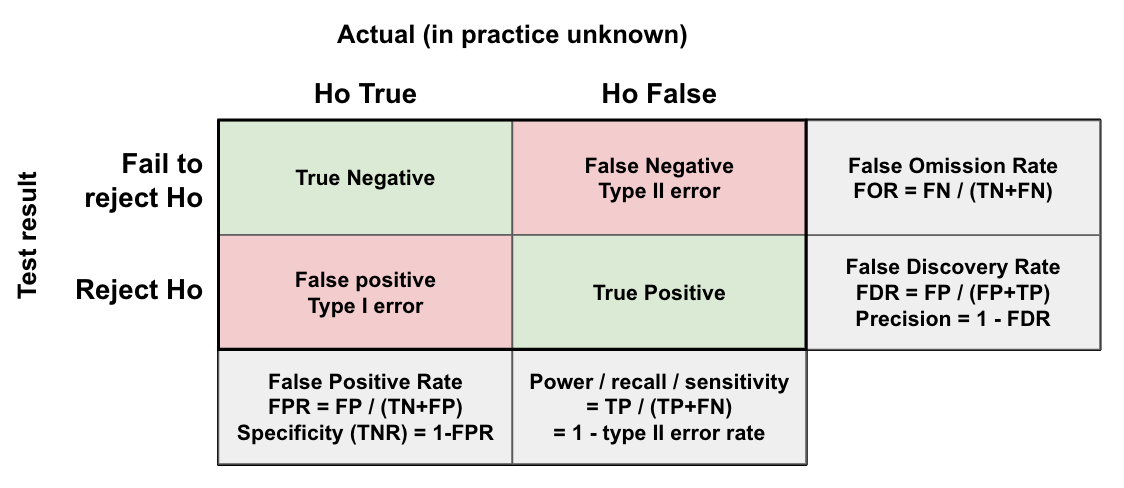 Actual (in practice unknown)
Ho True
Ho False
Test result
Fail to
reject Ho
True Negative
False Negative
Type II error
False Omission Rate
FOR = FN / (TN+FN)
Reject Ho
False positive
Type I error
True Positive
False Discovery Rate
FDR = FP / (FP+TP)
Precision = 1 - FDR
False Positive Rate
FPR = FP / (TN+FP)
Specificity (TNR) = 1-FPR
Power / recall / sensitivity
= TP / (TP+FN)
= 1 - type II error rate